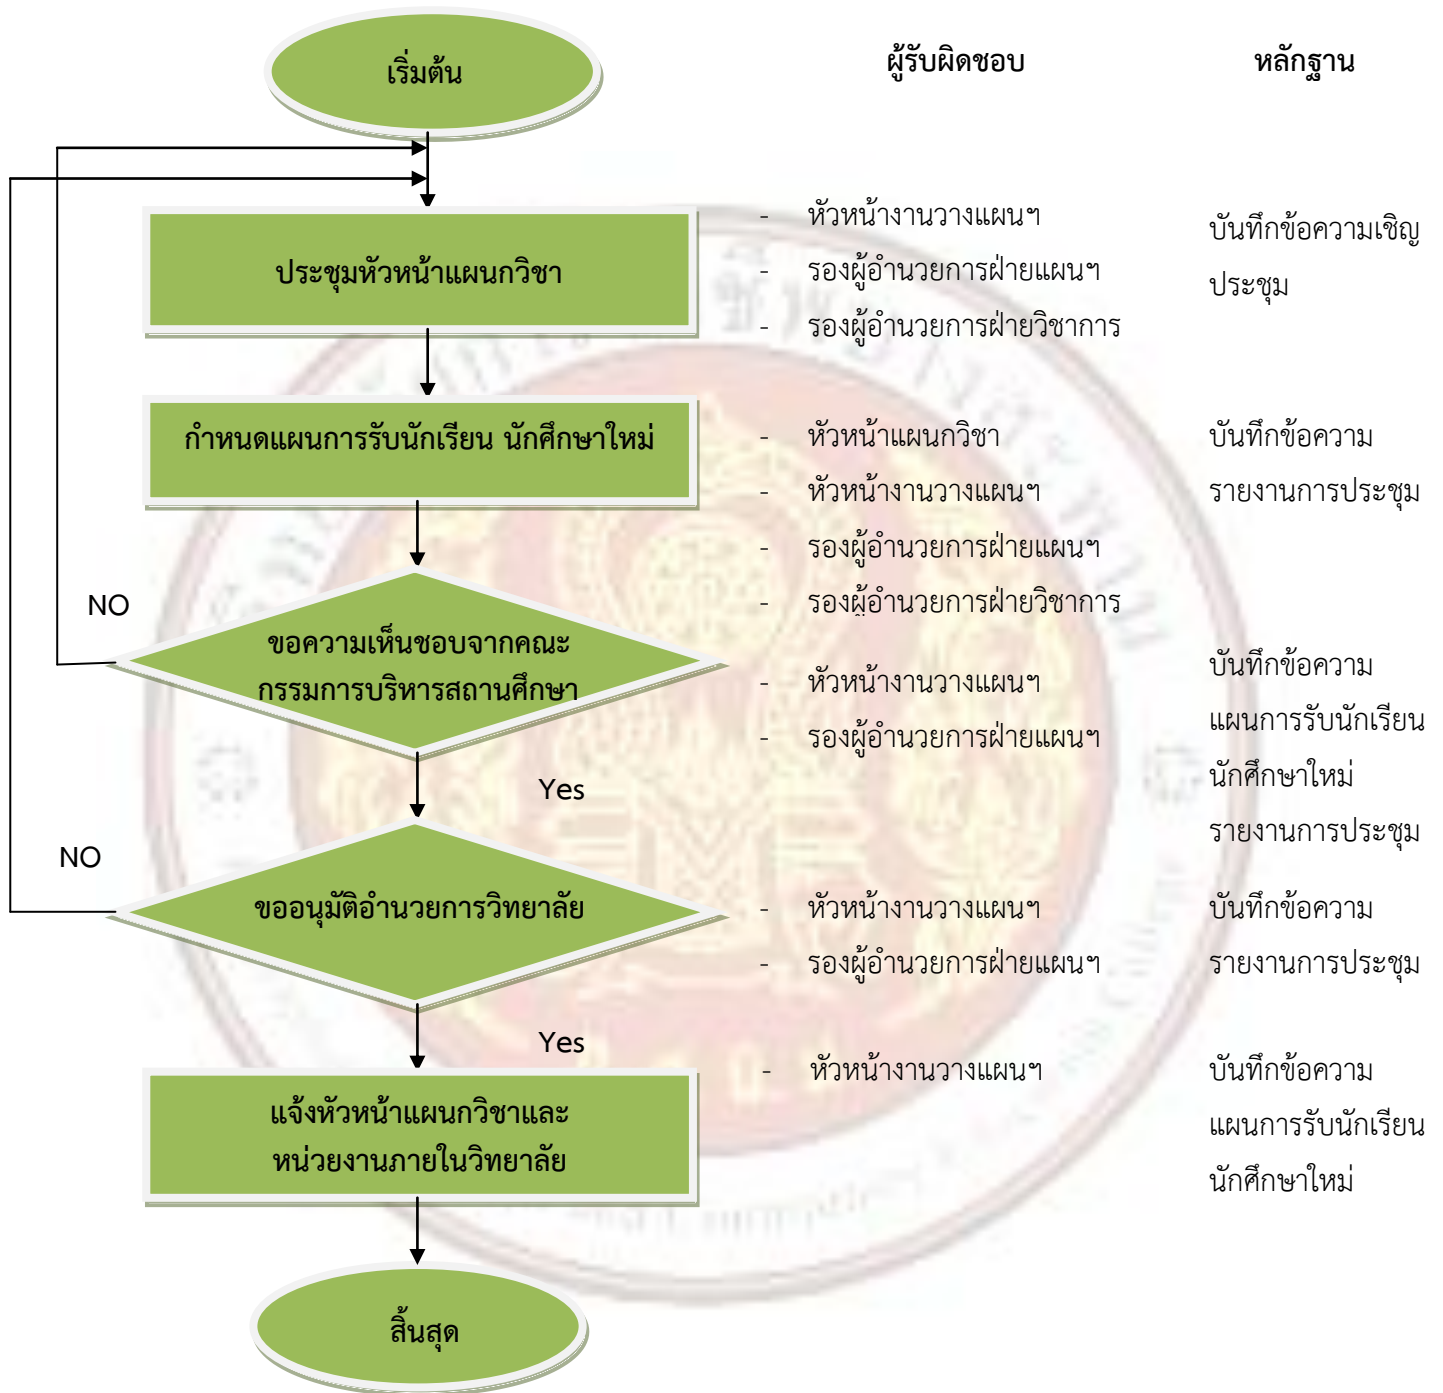 เริ่มต้น
ผู้รับผิดชอบ
หลักฐาน
ประชุมหัวหน้าแผนกวิชา
- หัวหน้างานวางแผนฯ
- รองผู้อำนวยการฝ่ายแผนฯ
- รองผู้อำนวยการฝ่ายวิชาการ
บันทึกข้อความเชิญ
ประชุม
กำหนดแผนการรับนักเรียน นักศึกษาใหม่
- หัวหน้าแผนกวิชา
- หัวหน้างานวางแผนฯ
- รองผู้อำนวยการฝ่ายแผนฯ
- รองผู้อำนวยการฝ่ายวิชาการ
บันทึกข้อความ
รายงานการประชุม
NO
ขอความเห็นชอบจากคณะ
กรรมการบริหารสถานศึกษา
- หัวหน้างานวางแผนฯ
- รองผู้อำนวยการฝ่ายแผนฯ
บันทึกข้อความ
แผนการรับนักเรียน
นักศึกษาใหม่
รายงานการประชุม
Yes
NO
ขออนุมัติอำนวยการวิทยาลัย
- หัวหน้างานวางแผนฯ
- รองผู้อำนวยการฝ่ายแผนฯ
บันทึกข้อความ
รายงานการประชุม
Yes
แจ้งหัวหน้าแผนกวิชาและ
หน่วยงานภายในวิทยาลัย
- หัวหน้างานวางแผนฯ
บันทึกข้อความ
แผนการรับนักเรียน
นักศึกษาใหม่
สิ้นสุด